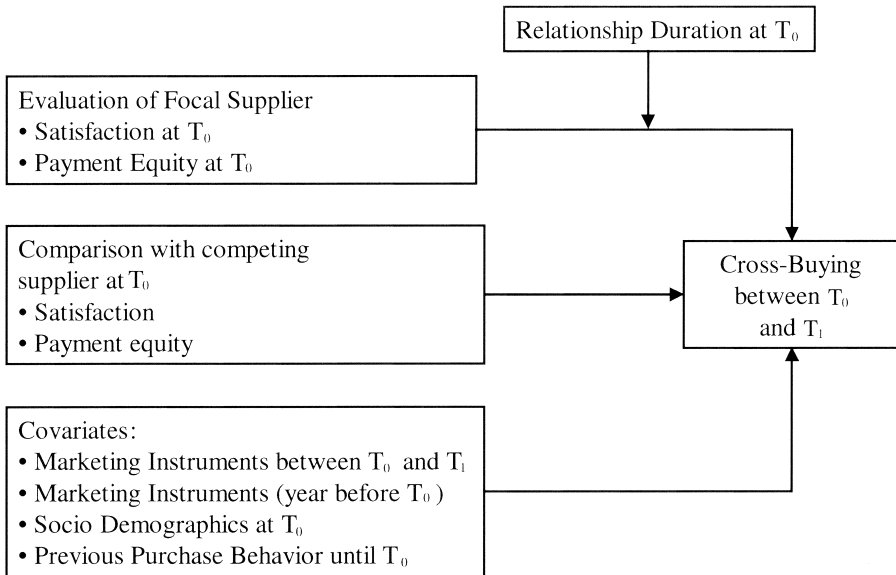 Relationship Duration at T₀
Evaluation of Focal Supplier
• Satisfaction at T₀
• Payment Equity at T₀
Comparison with competing
supplier at T₀
• Satisfaction
• Payment equity
Cross-Buying
between T₀
and T₁
Covariates:
• Marketing Instruments between T₀ and T₁
• Marketing Instruments (year before T₀)
• Socio Demographics at T₀
• Previous Purchase Behavior until T₀